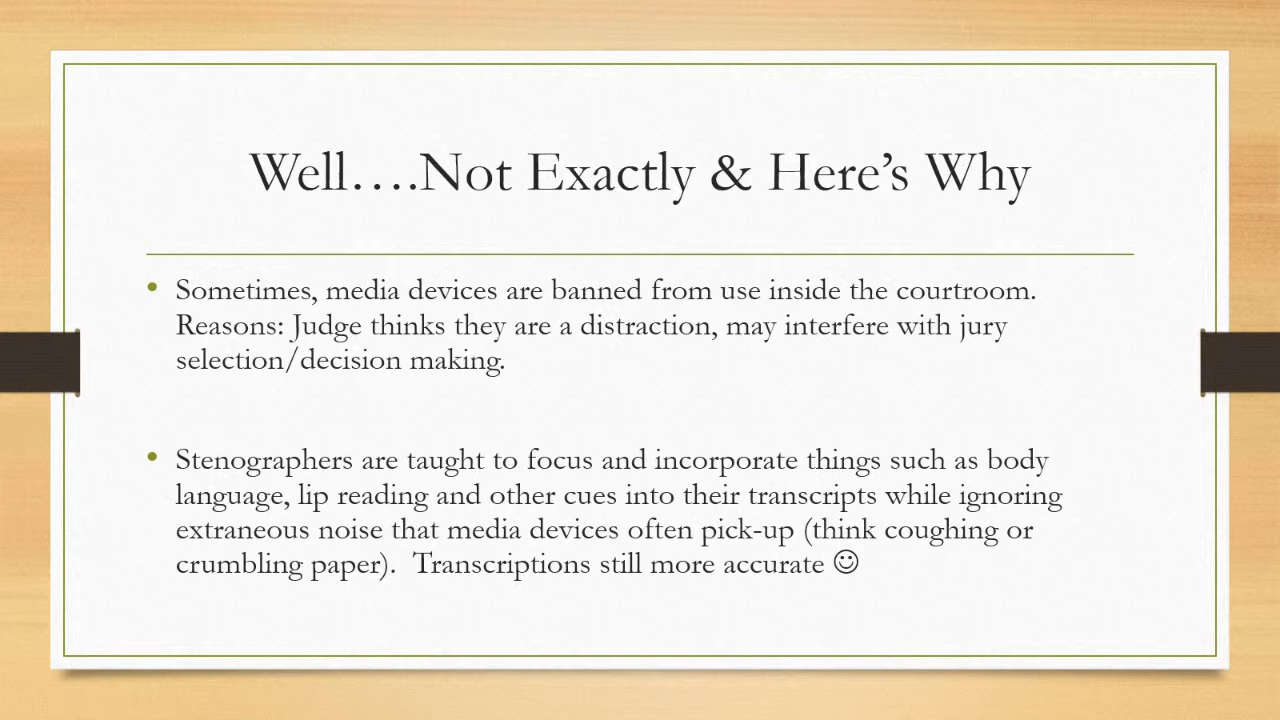 Well….Not Exactly & Here’s Why
• Sometimes, media devices are banned from use inside the courtroom.
Reasons: Judge thinks they are a distraction, may interfere with jury
selection/decision making.
• Stenographers are taught to focus and incorporate things such as body
language, lip reading and other cues into their transcripts while ignoring
extraneous noise that media devices often pick-up (think coughing or
crumbling paper).  Transcriptions still more accurate ☺